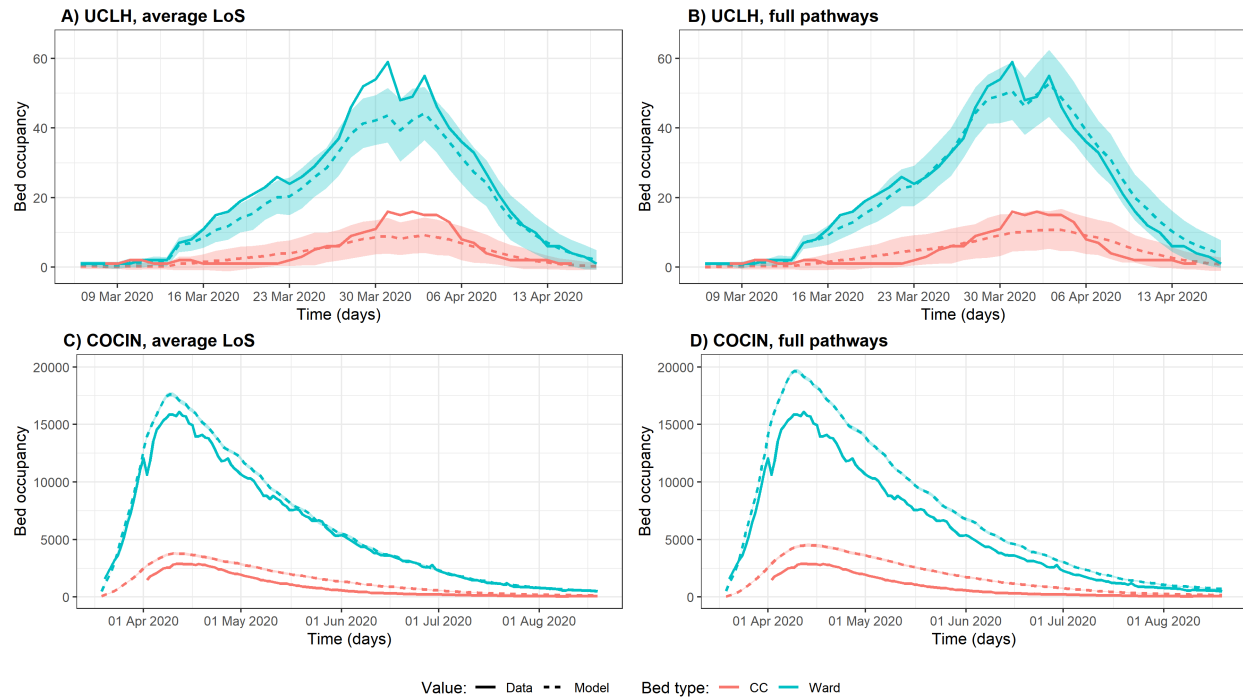 A) UCLH, average LoS
B) UCLH, full pathways
Bed occupancy
60
40
20
0
09 Mar 2020 16 Mar 2020 23 Mar 2020 30 Mar 2020 06 Apr 2020 13 Apr 2020
Time (days)
Bed occupancy
60
40
20
0
09 Mar 2020 16 Mar 2020 23 Mar 2020 30 Mar 2020 06 Apr 2020 13 Apr 2020
Time (days)
C) COCIN, average LoS
D) COCIN, full pathways
Bed occupancy
20000
15000
10000
5000
0
01 Apr 2020 01 May 2020 01 Jun 2020 01 Jul 2020 01 Aug 2020
Time (days)
Bed occupancy
20000
15000
10000
5000
0
01 Apr 2020 01 May 2020 01 Jun 2020 01 Jul 2020 01 Aug 2020
Time (days)
Value: Data Model Bed type: CC Ward